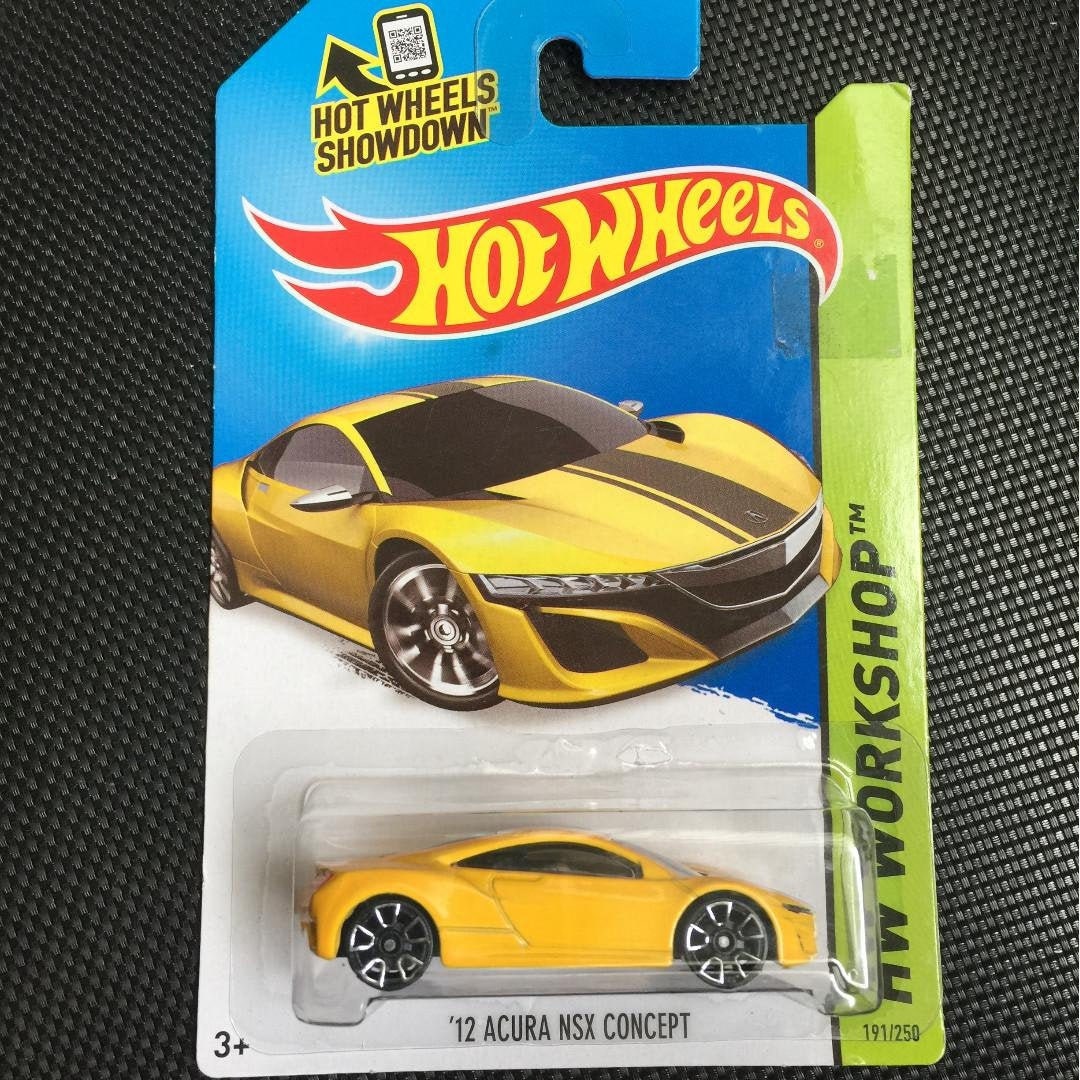 HOT WHEELS
SHOWDOWN™
Hot Wheels®
HW WORKSHOP™
'12 ACURA NSX CONCEPT
191/250
3+